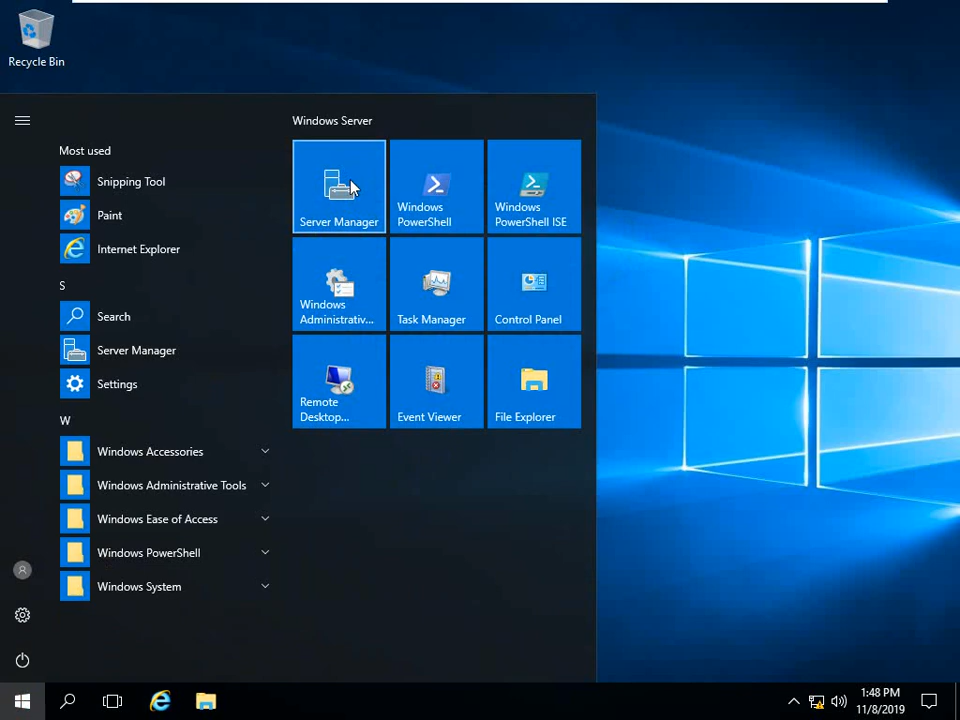 Recycle Bin
Most used
Snipping Tool
Paint
Internet Explorer
S
Search
Server Manager
Settings
W
Windows Accessories
Windows Administrative Tools
Windows Ease of Access
Windows PowerShell
Windows System
Windows Server
Server Manager
Windows
PowerShell
Windows
PowerShell ISE
Windows
Administrativ...
Task Manager
Control Panel
Remote
Desktop...
Event Viewer
File Explorer
1:48 PM
11/8/2019